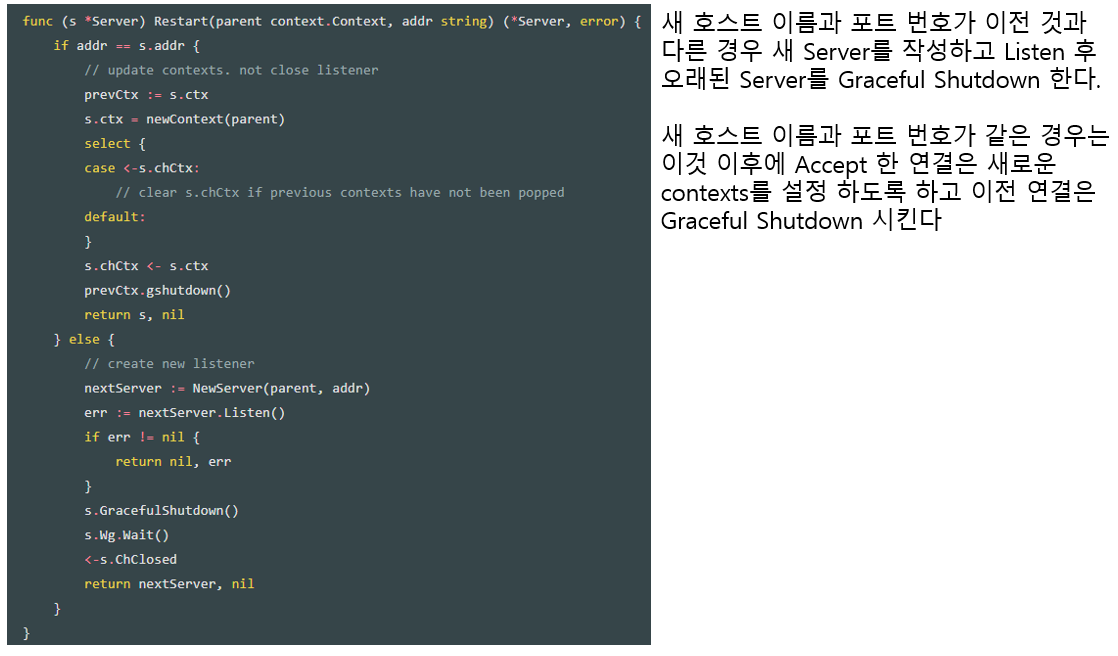 func (s *Server) Restart(parent context.Context, addr string) (*Server, error) {
    if addr == s.addr {
        // update contexts. not close listener
        prevCtx := s.ctx
        s.ctx = newContext(parent)
        select {
        case <-s.chCtx:
            // clear s.chCtx if previous contexts have not been popped
        default:
        }
        s.chCtx <- s.ctx
        prevCtx.gshutdown()
        return s, nil
    } else {
        // create new listener
        nextServer := NewServer(parent, addr)
        err := nextServer.Listen()
        if err != nil {
            return nil, err
        }
        s.GracefulShutdown()
        s.Wg.Wait()
        <-s.ChClosed
        return nextServer, nil
    }
}
새 호스트 이름과 포트 번호가 이전 것과
다른 경우 새 Server를 작성하고 Listen 후
오래된 Server를 Graceful Shutdown 한다.
새 호스트 이름과 포트 번호가 같은 경우는
이것 이후에 Accept 한 연결은 새로운
contexts를 설정 하도록 하고 이전 연결은
Graceful Shutdown 시킨다